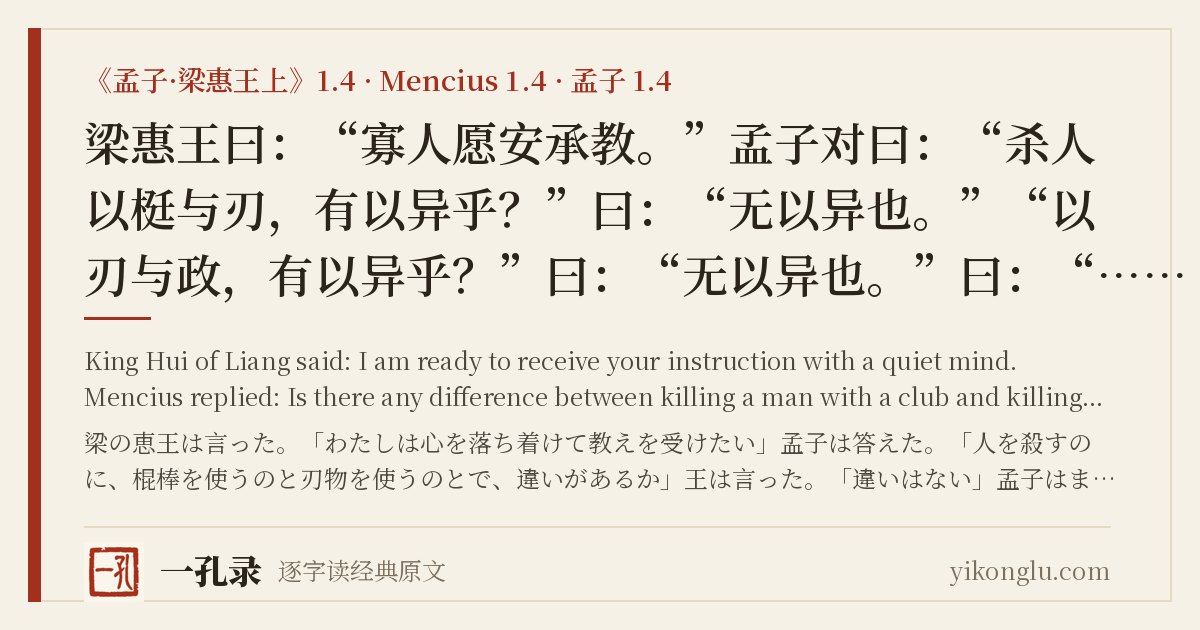 《孟子·梁惠王上》1.4 · Mencius 1.4 · 孟子 1.4
梁惠王曰：“寡人愿安承教。”孟子对曰：“杀人
以梃与刃，有以异乎？”曰：“无以异也。”“以
刃与政，有以异乎？”曰：“无以异也。”曰：“……
King Hui of Liang said: I am ready to receive your instruction with a quiet mind.
Mencius replied: Is there any difference between killing a man with a club and killing...
梁の恵王は言った。「わたしは心を落ち着けて教えを受けたい」孟子は答えた。「人を殺すの
に、棍棒を使うのと刃物を使うのとで、違いがあるか」王は言った。「違いはない」孟子はま…
一孔
一孔录 逐字读经典原文
yikonglu.com